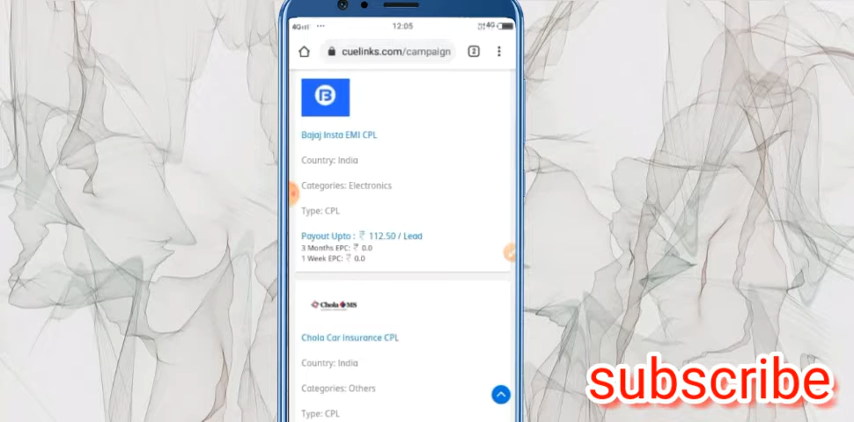 4G
12:05
4G
cuelinks.com/campaign
Bajaj Insta EMI CPL
Country: India
Categories: Electronics
Type: CPL
Payout Upto : ₹ 112.50 / Lead
3 Months EPC: ₹ 0.0
1 Week EPC: ₹ 0.0
Chola MS
Chola Car Insurance CPL
Country: India
Categories: Others
Type: CPL
subscribe